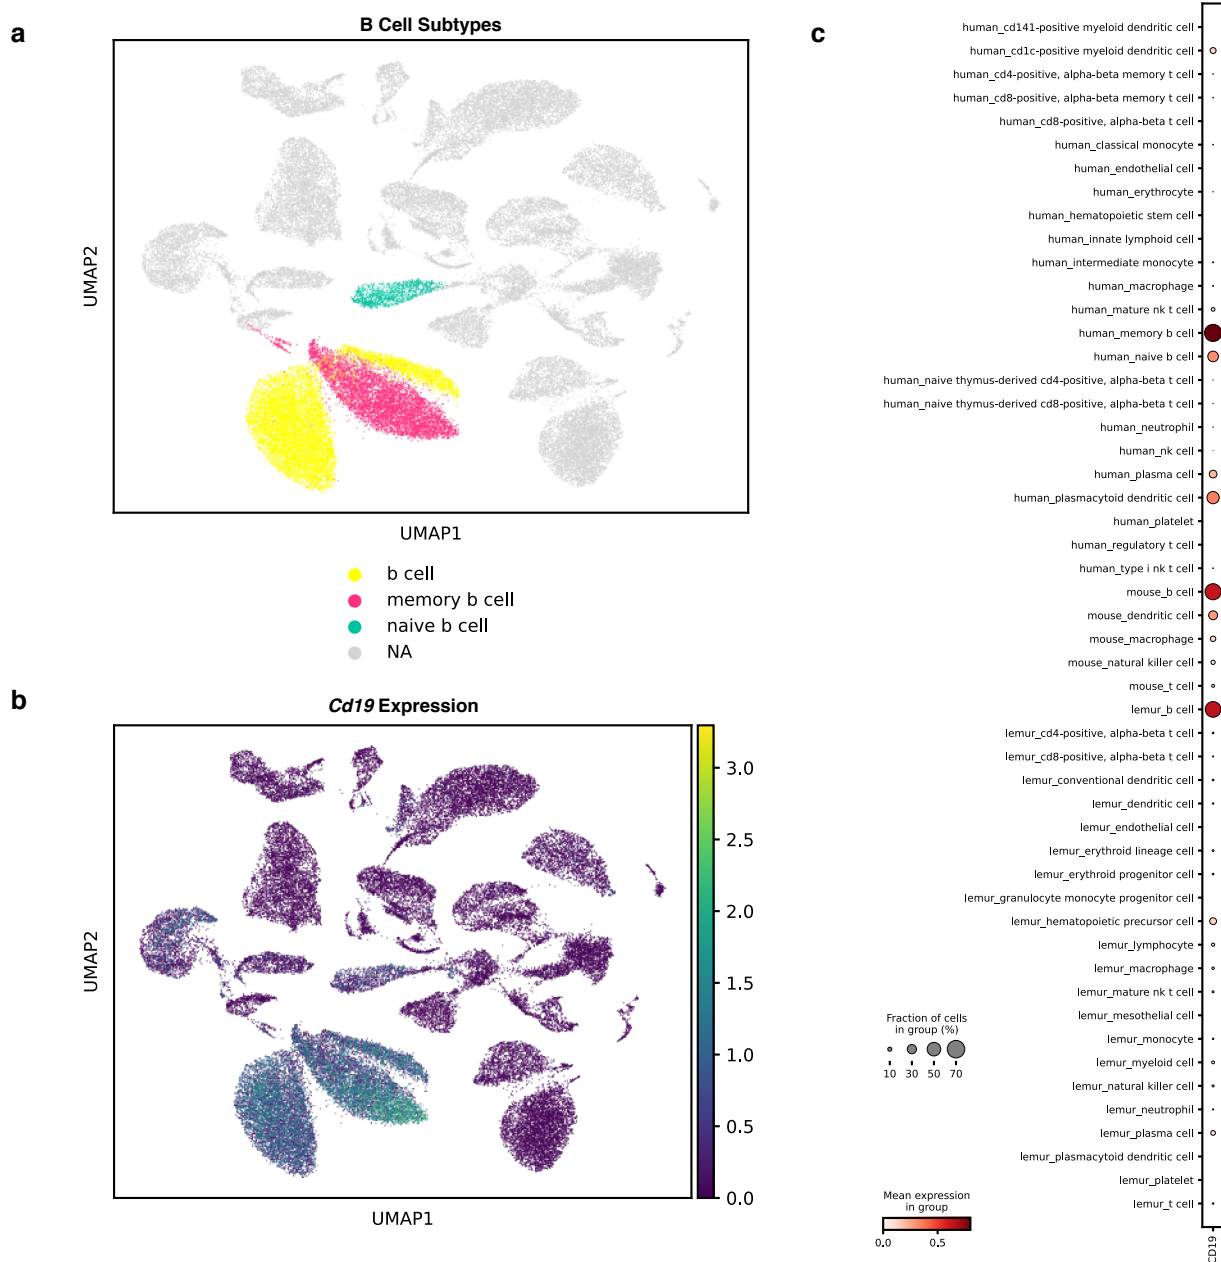 a
B Cell Subtypes
UMAP2
UMAP1
b cell
memory b cell
naive b cell
NA
b
Cd19 Expression
UMAP2
UMAP1
3.0
2.5
2.0
1.5
1.0
0.5
0.0
c
human_cd141-positive myeloid dendritic cell
human_cd1c-positive myeloid dendritic cell
human_cd4-positive, alpha-beta memory t cell
human_cd8-positive, alpha-beta memory t cell
human_cd8-positive, alpha-beta t cell
human_classical monocyte
human_endothelial cell
human_erythrocyte
human_hematopoietic stem cell
human_innate lymphoid cell
human_intermediate monocyte
human_macrophage
human_mature nk t cell
human_memory b cell
human_naive b cell
human_naive thymus-derived cd4-positive, alpha-beta t cell
human_naive thymus-derived cd8-positive, alpha-beta t cell
human_neutrophil
human_nk cell
human_plasma cell
human_plasmacytoid dendritic cell
human_platelet
human_regulatory t cell
human_type i nk t cell
mouse_b cell
mouse_dendritic cell
mouse_macrophage
mouse_natural killer cell
mouse_t cell
lemur_b cell
lemur_cd4-positive, alpha-beta t cell
lemur_cd8-positive, alpha-beta t cell
lemur_conventional dendritic cell
lemur_dendritic cell
lemur_endothelial cell
lemur_erythroid lineage cell
lemur_erythroid progenitor cell
lemur_granulocyte monocyte progenitor cell
lemur_hematopoietic precursor cell
lemur_lymphocyte
lemur_macrophage
lemur_mature nk t cell
lemur_mesothelial cell
lemur_monocyte
lemur_myeloid cell
lemur_natural killer cell
lemur_neutrophil
lemur_plasma cell
lemur_plasmacytoid dendritic cell
lemur_platelet
lemur_t cell
CD19
Fraction of cells
in group (%)
10 30 50 70
Mean expression
in group
0.0 0.5